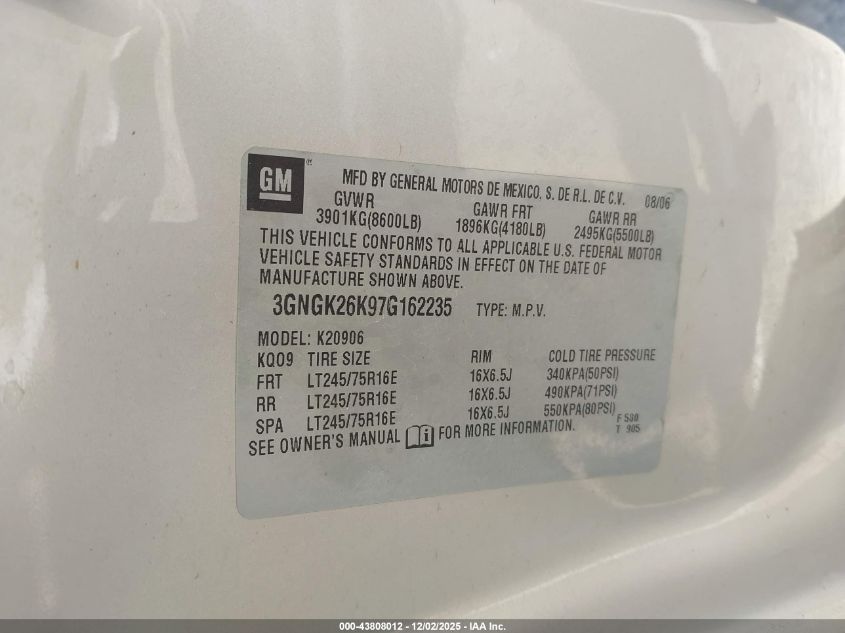 GM ®
MFD BY GENERAL MOTORS DE MEXICO, S. DE R.L. DE C.V. 08/06
GVWR GAWR FRT GAWR RR
3901KG(8600LB) 1896KG(4180LB) 2495KG(5500LB)
THIS VEHICLE CONFORMS TO ALL APPLICABLE U.S. FEDERAL MOTOR
VEHICLE SAFETY STANDARDS IN EFFECT ON THE DATE OF
MANUFACTURE SHOWN ABOVE.
3GNGK26K97G162235 TYPE: M.P.V.
MODEL: K20906
KQ09 TIRE SIZE RIM COLD TIRE PRESSURE
FRT LT245/75R16E 16X6.5J 340KPA(50PSI)
RR LT245/75R16E 16X6.5J 490KPA(71PSI)
SPA LT245/75R16E 16X6.5J 550KPA(80PSI)
SEE OWNER'S MANUAL FOR MORE INFORMATION.
T 905
000-43808012 - 12/02/2025 - IAA Inc.